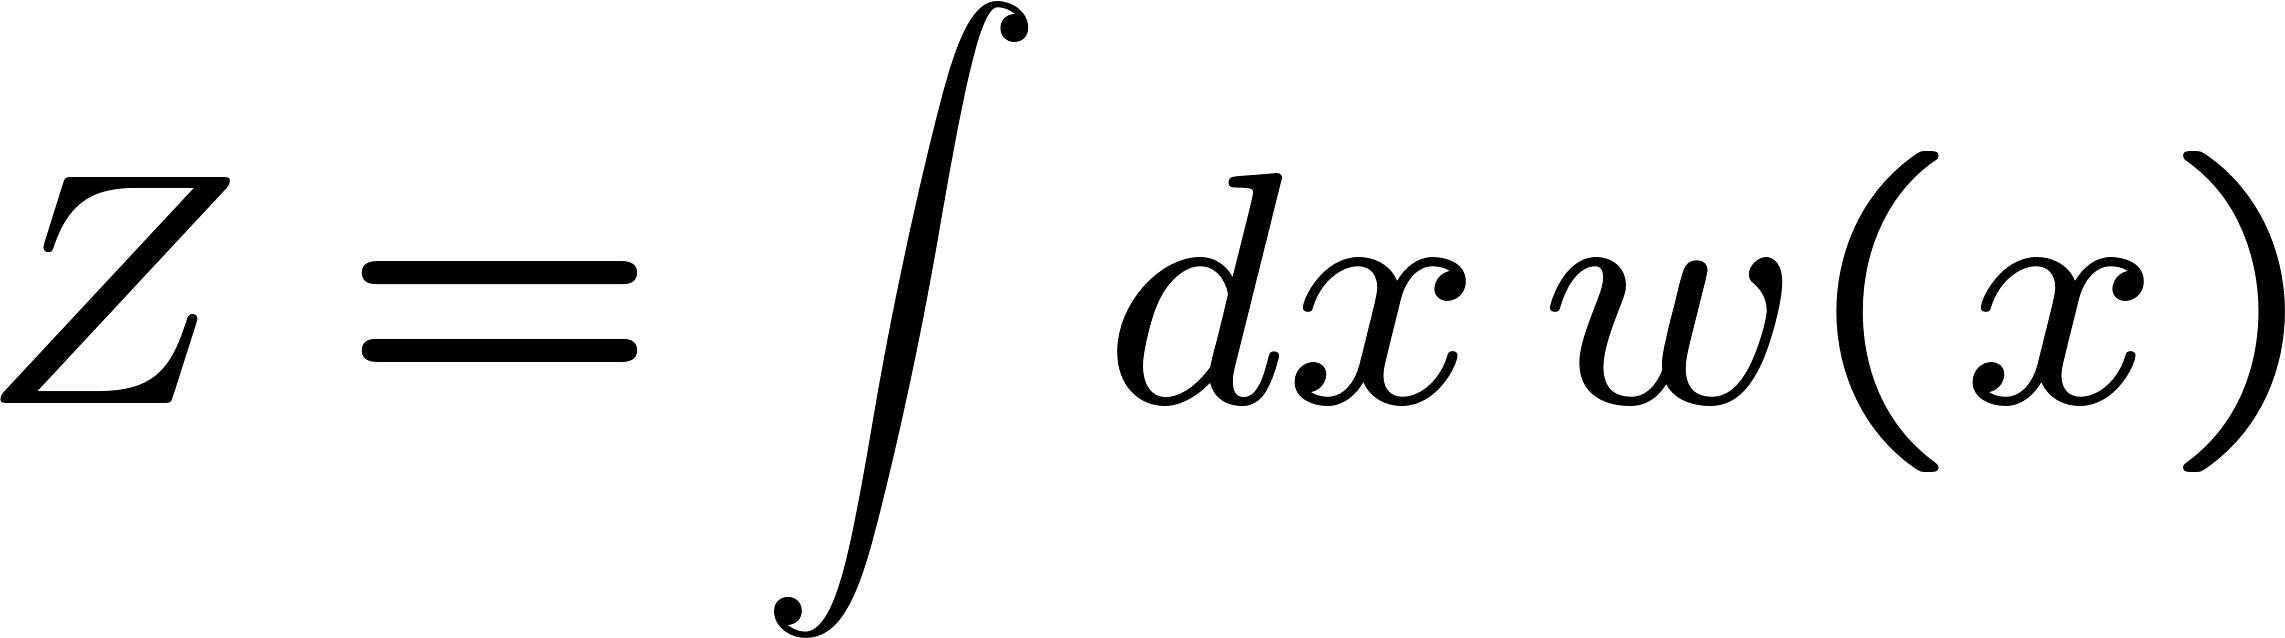 Z = ∫ dx w(x)